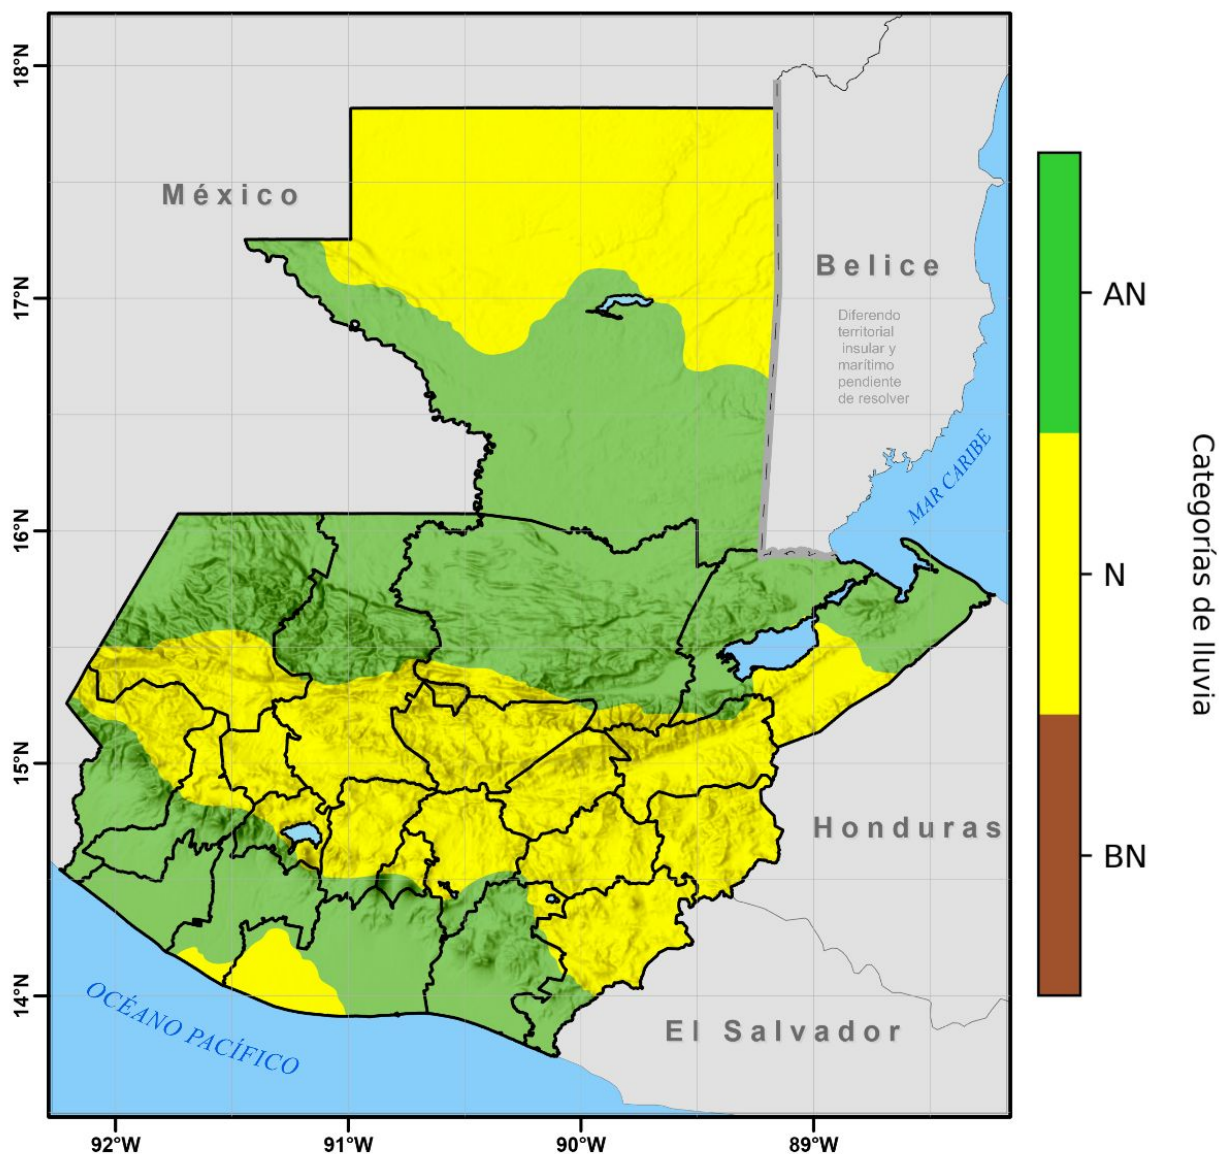 18°N
17°N
16°N
15°N
14°N
92°W
91°W
90°W
89°W
México
Belice
Diferendo
territorial
insular y
marítimo
pendiente
de resolver
MAR CARIBE
Honduras
El Salvador
OCÉANO PACÍFICO
AN
N
BN
Categorías de lluvia